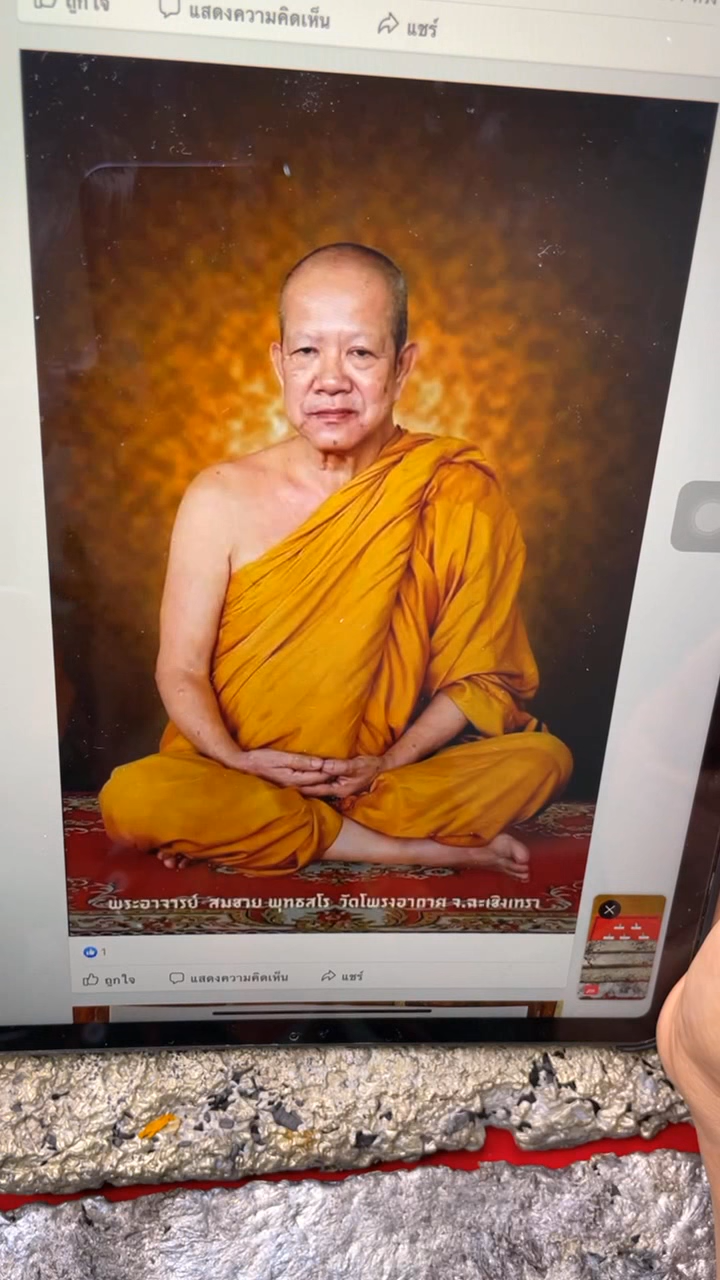 ถูกใจ แสดงความคิดเห็น แชร์
พระอาจารย์ สมชาย พุทธสโร วัดโพรงอากาศ จ.ฉะเชิงเทรา
1
ถูกใจ แสดงความคิดเห็น แชร์